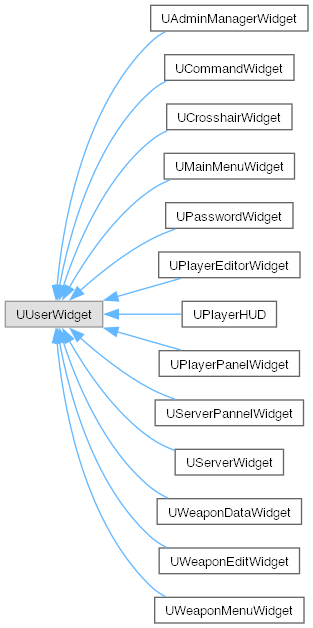 UAdminManagerWidget
UCommandWidget
UCrosshairWidget
UMainMenuWidget
UPasswordWidget
UPlayerEditorWidget
UUserWidget
UPlayerHUD
UPlayerPanelWidget
UServerPannelWidget
UServerWidget
UWeaponDataWidget
UWeaponEditWidget
UWeaponMenuWidget